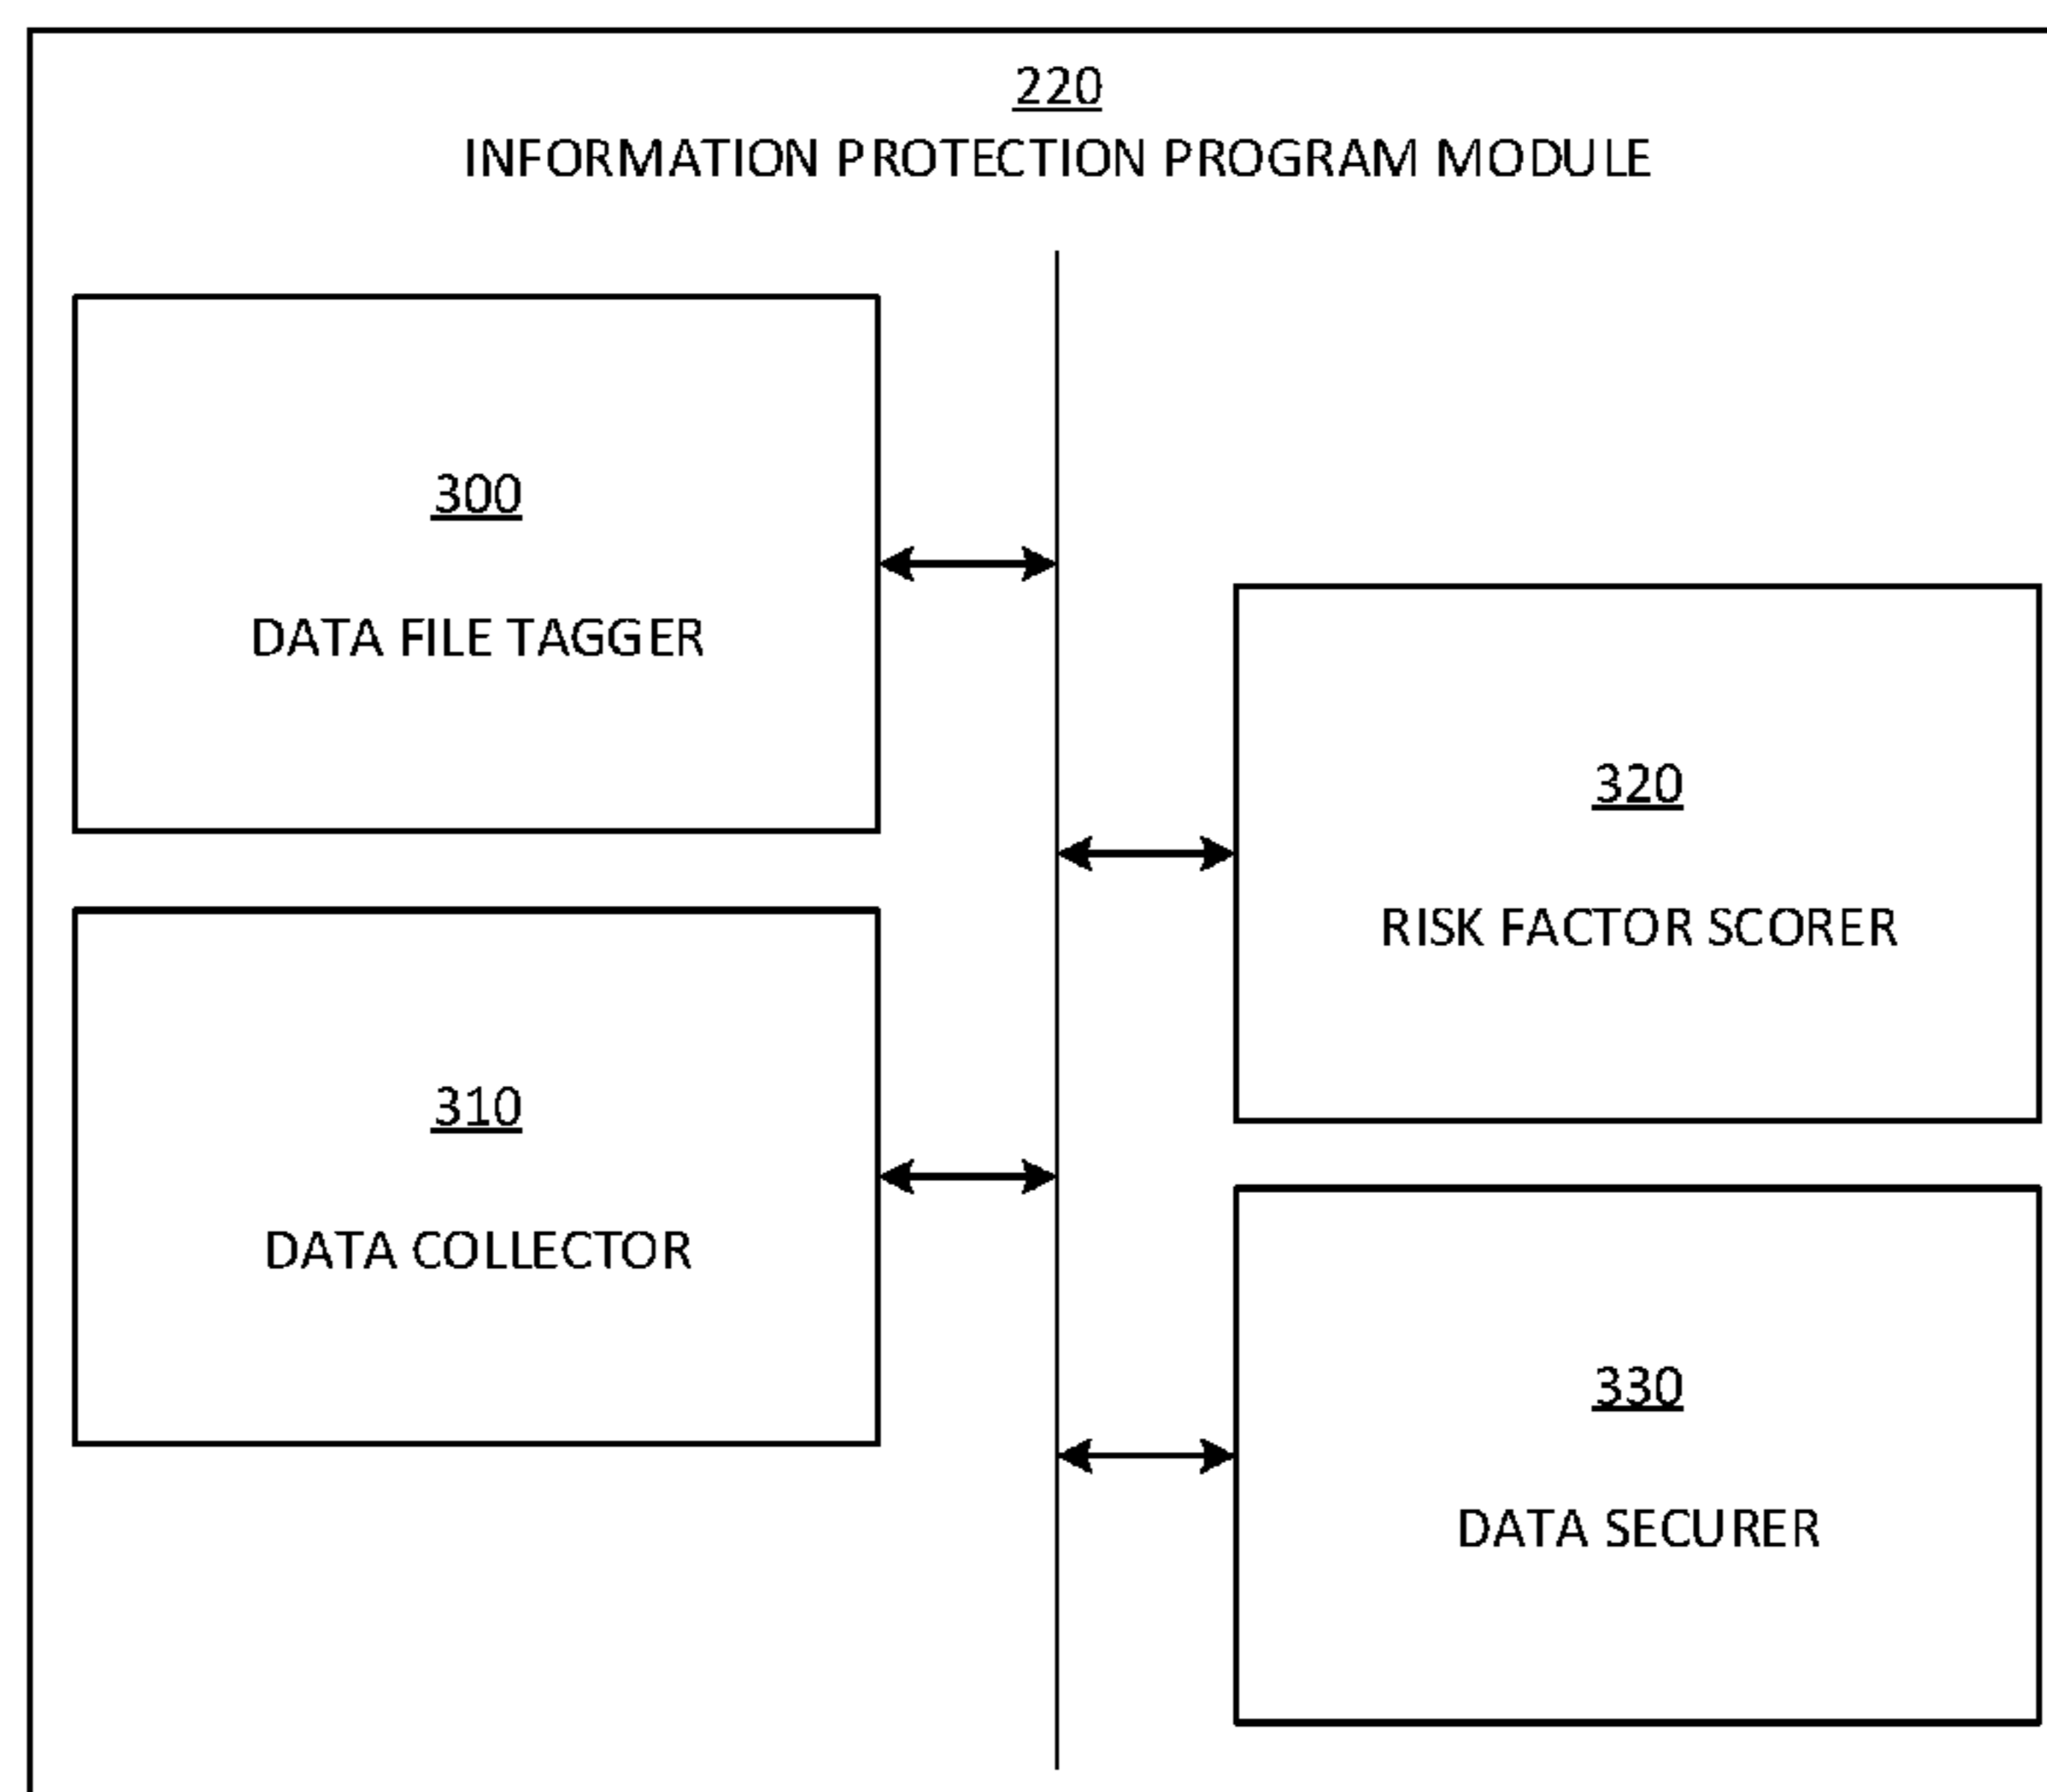 220
INFORMATION PROTECTION PROGRAM MODULE
300
DATA FILE TAGGER
320
RISK FACTOR SCORER
310
DATA COLLECTOR
330
DATA SECURER